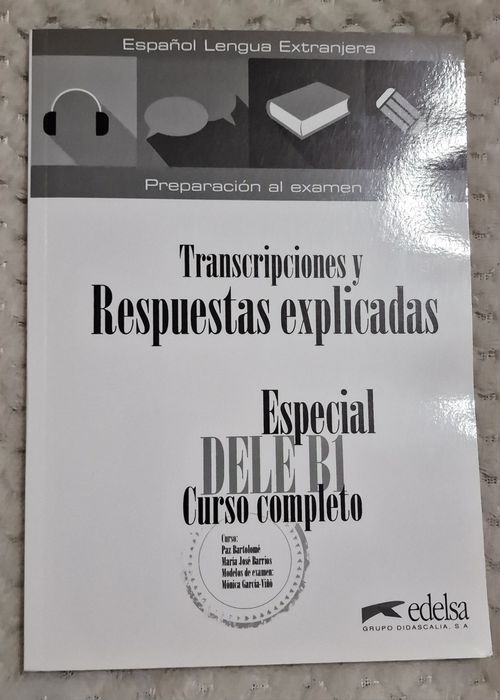 Español Lengua Extranjera
Preparación al examen
Transcripciones y
Respuestas explicadas
Especial
DELE B1
Curso completo
Curso:
Paz Bartolomé
María José Barrios
Modelos de examen:
Mónica García-Viñó
edelsa
GRUPO DIDASCALIA, S.A.